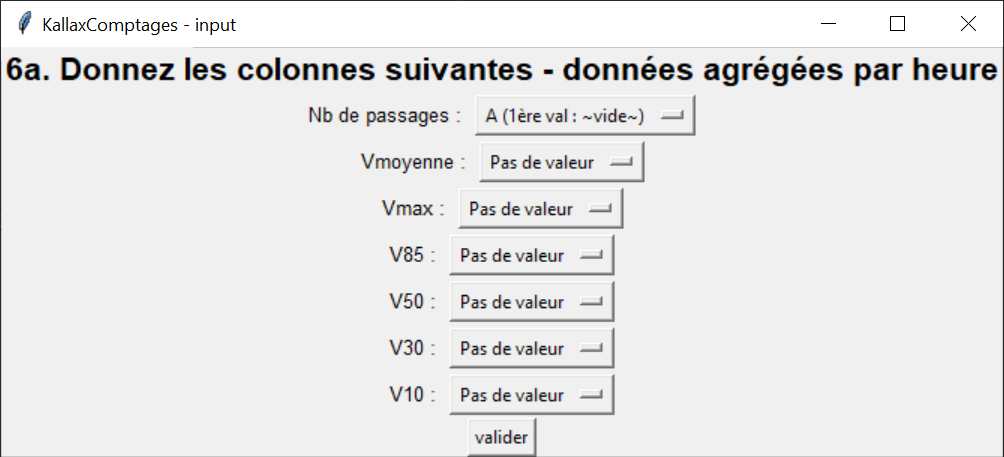 KallaxComptages - input
6a. Donnez les colonnes suivantes - données agrégées par heure
Nb de passages : A (1ère val : ~vide~)
Vmoyenne : Pas de valeur
Vmax : Pas de valeur
V85 : Pas de valeur
V50 : Pas de valeur
V30 : Pas de valeur
V10 : Pas de valeur
valider